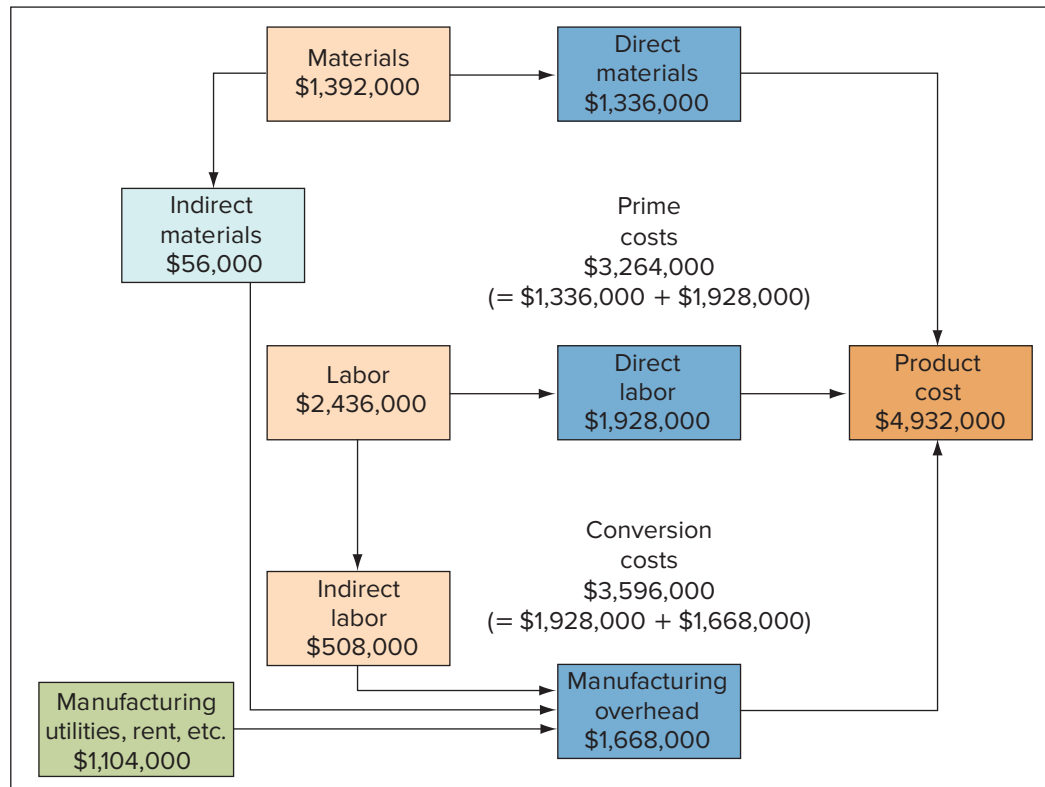 Materials
$1,392,000
Direct
materials
$1,336,000
Indirect
materials
$56,000
Prime
costs
$3,264,000
(= $1,336,000 + $1,928,000)
Labor
$2,436,000
Direct
labor
$1,928,000
Product
cost
$4,932,000
Indirect
labor
$508,000
Conversion
costs
$3,596,000
(= $1,928,000 + $1,668,000)
Manufacturing
utilities, rent, etc.
$1,104,000
Manufacturing
overhead
$1,668,000